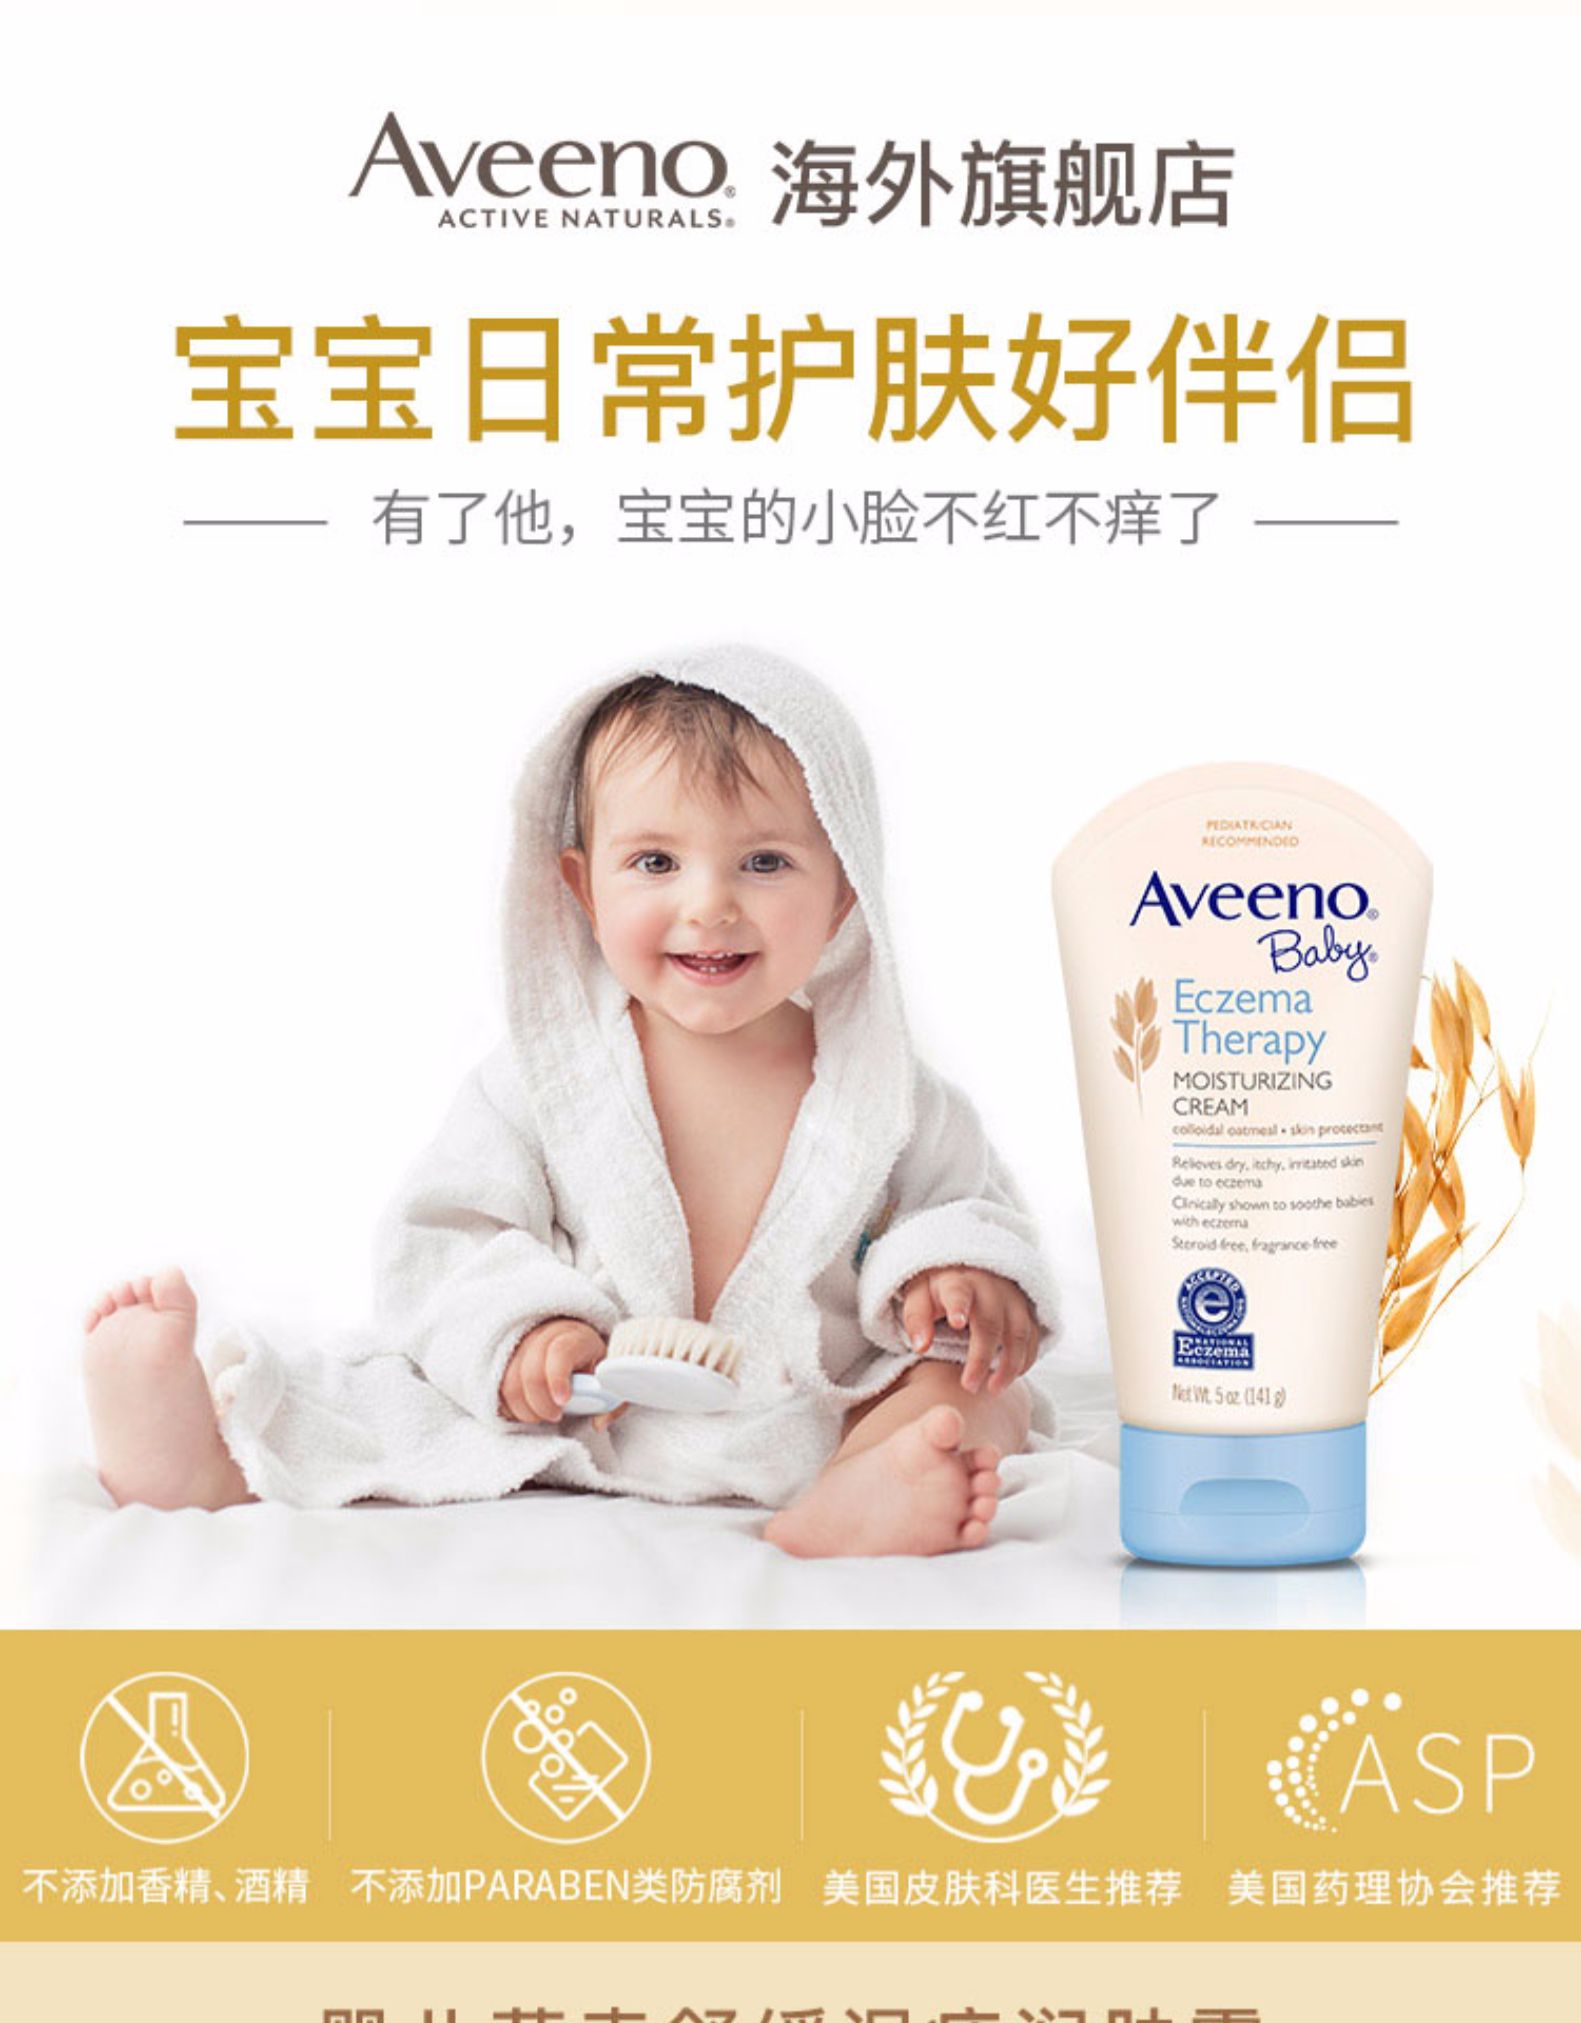 Aveeno® 海外旗舰店
ACTIVE NATURALS®
宝宝日常护肤好伴侣
有了他，宝宝的小脸不红不痒了
PEDIATRICIAN
RECOMMENDED
Aveeno®
Baby®
Eczema
Therapy
MOISTURIZING
CREAM
colloidal oatmeal • skin protectant
Relieves dry, itchy, irritated skin
due to eczema
Clinically shown to soothe babies
with eczema
Steroid-free, fragrance-free
ACCEPTED
e
NATIONAL
Eczema
ASSOCIATION
Net Wt. 5 oz. (141 g)
ASP
不添加香精、酒精
不添加PARABEN类防腐剂
美国皮肤科医生推荐
美国药理协会推荐